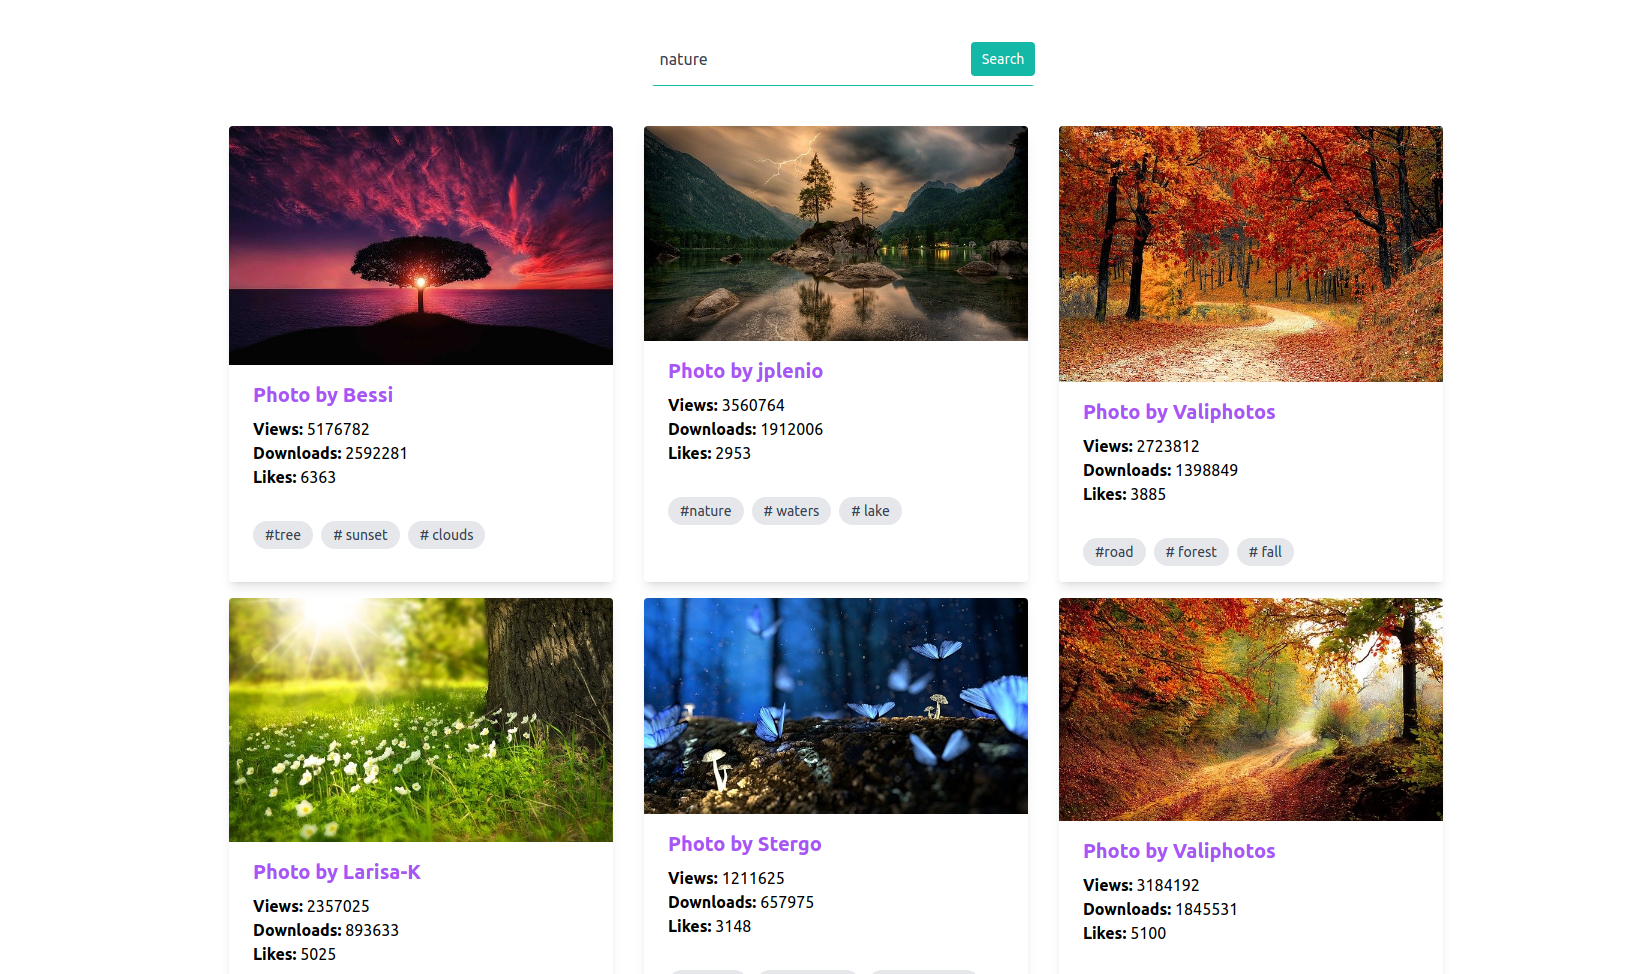 nature
Search
Photo by Bessi
Views: 5176782
Downloads: 2592281
Likes: 6363
#tree
# sunset
# clouds
Photo by jplenio
Views: 3560764
Downloads: 1912006
Likes: 2953
#nature
# waters
# lake
Photo by Valiphotos
Views: 2723812
Downloads: 1398849
Likes: 3885
#road
# forest
# fall
Photo by Larisa-K
Views: 2357025
Downloads: 893633
Likes: 5025
Photo by Stergo
Views: 1211625
Downloads: 657975
Likes: 3148
Photo by Valiphotos
Views: 3184192
Downloads: 1845531
Likes: 5100